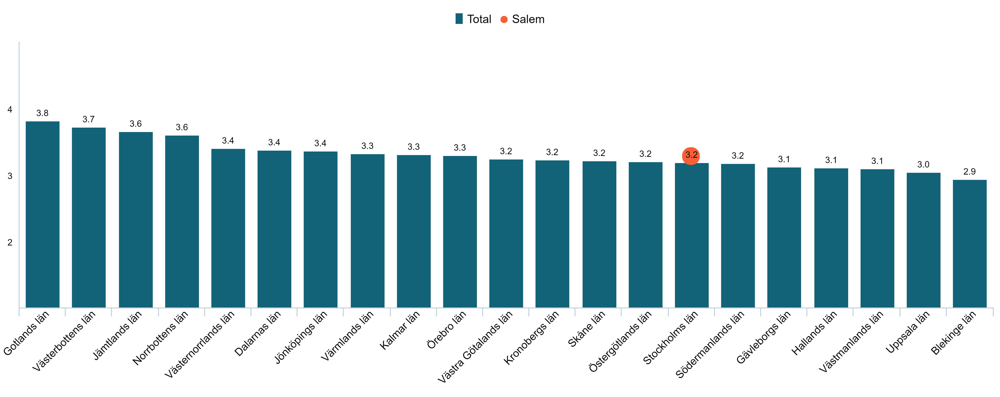 Total Salem
4
3
2
3.8 3.7 3.6 3.6 3.4 3.4 3.4 3.3 3.3 3.3 3.2 3.2 3.2 3.2 3.2 3.2 3.1 3.1 3.1 3.0 2.9
Gotlands län
Västerbottens län
Jämtlands län
Norrbottens län
Västernorrlands län
Dalarnas län
Jönköpings län
Värmlands län
Kalmar län
Örebro län
Västra Götalands län
Kronobergs län
Skåne län
Östergötlands län
Stockholms län
Södermanlands län
Gävleborgs län
Hallands län
Västmanlands län
Uppsala län
Blekinge län